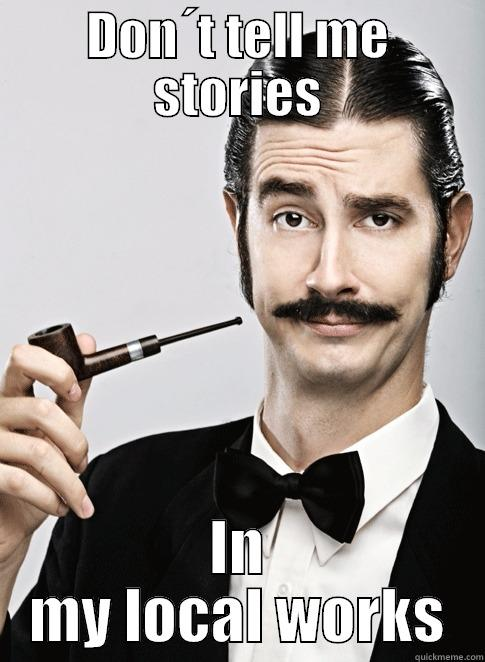 Don´t tell me
stories
In
my local works
quickmeme.com